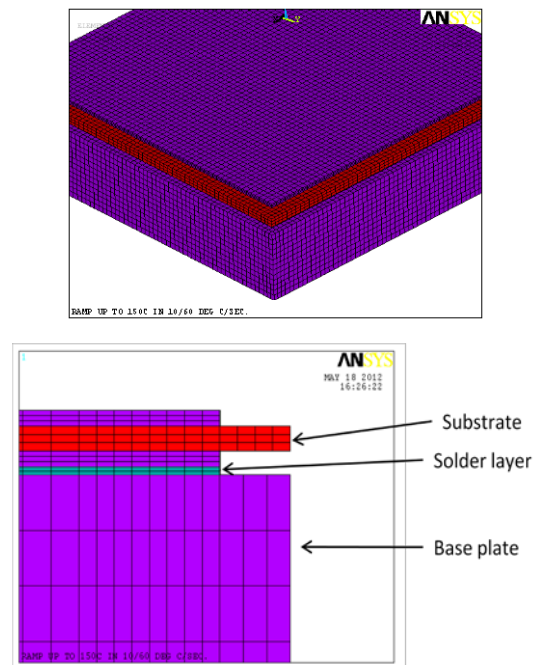 ANSYS
RAMP UP TO 150C IN 10/60 DEG C/SEC.
1
ANSYS
MAY 18 2012
16:26:22
Substrate
Solder layer
Base plate
RAMP UP TO 150C IN 10/60 DEG C/SEC.